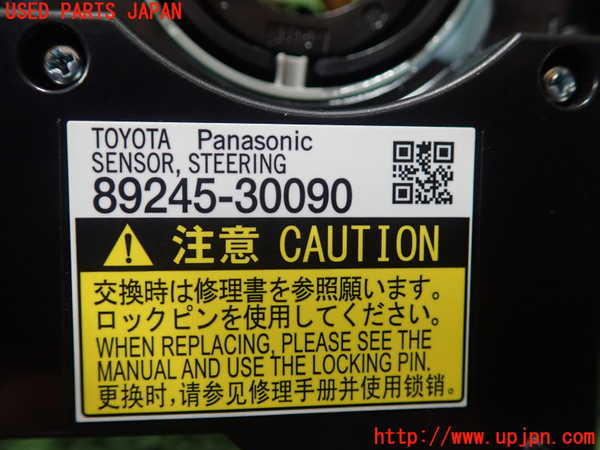 USED PARTS JAPAN
TOYOTA Panasonic
SENSOR, STEERING
89245-30090
注意 CAUTION
交換時は修理書を参照願います。
ロックピンを使用してください。
WHEN REPLACING, PLEASE SEE THE
MANUAL AND USE THE LOCKING PIN.
更换时,请参见修理手册并使用锁销。
http://www.upjpn.com/